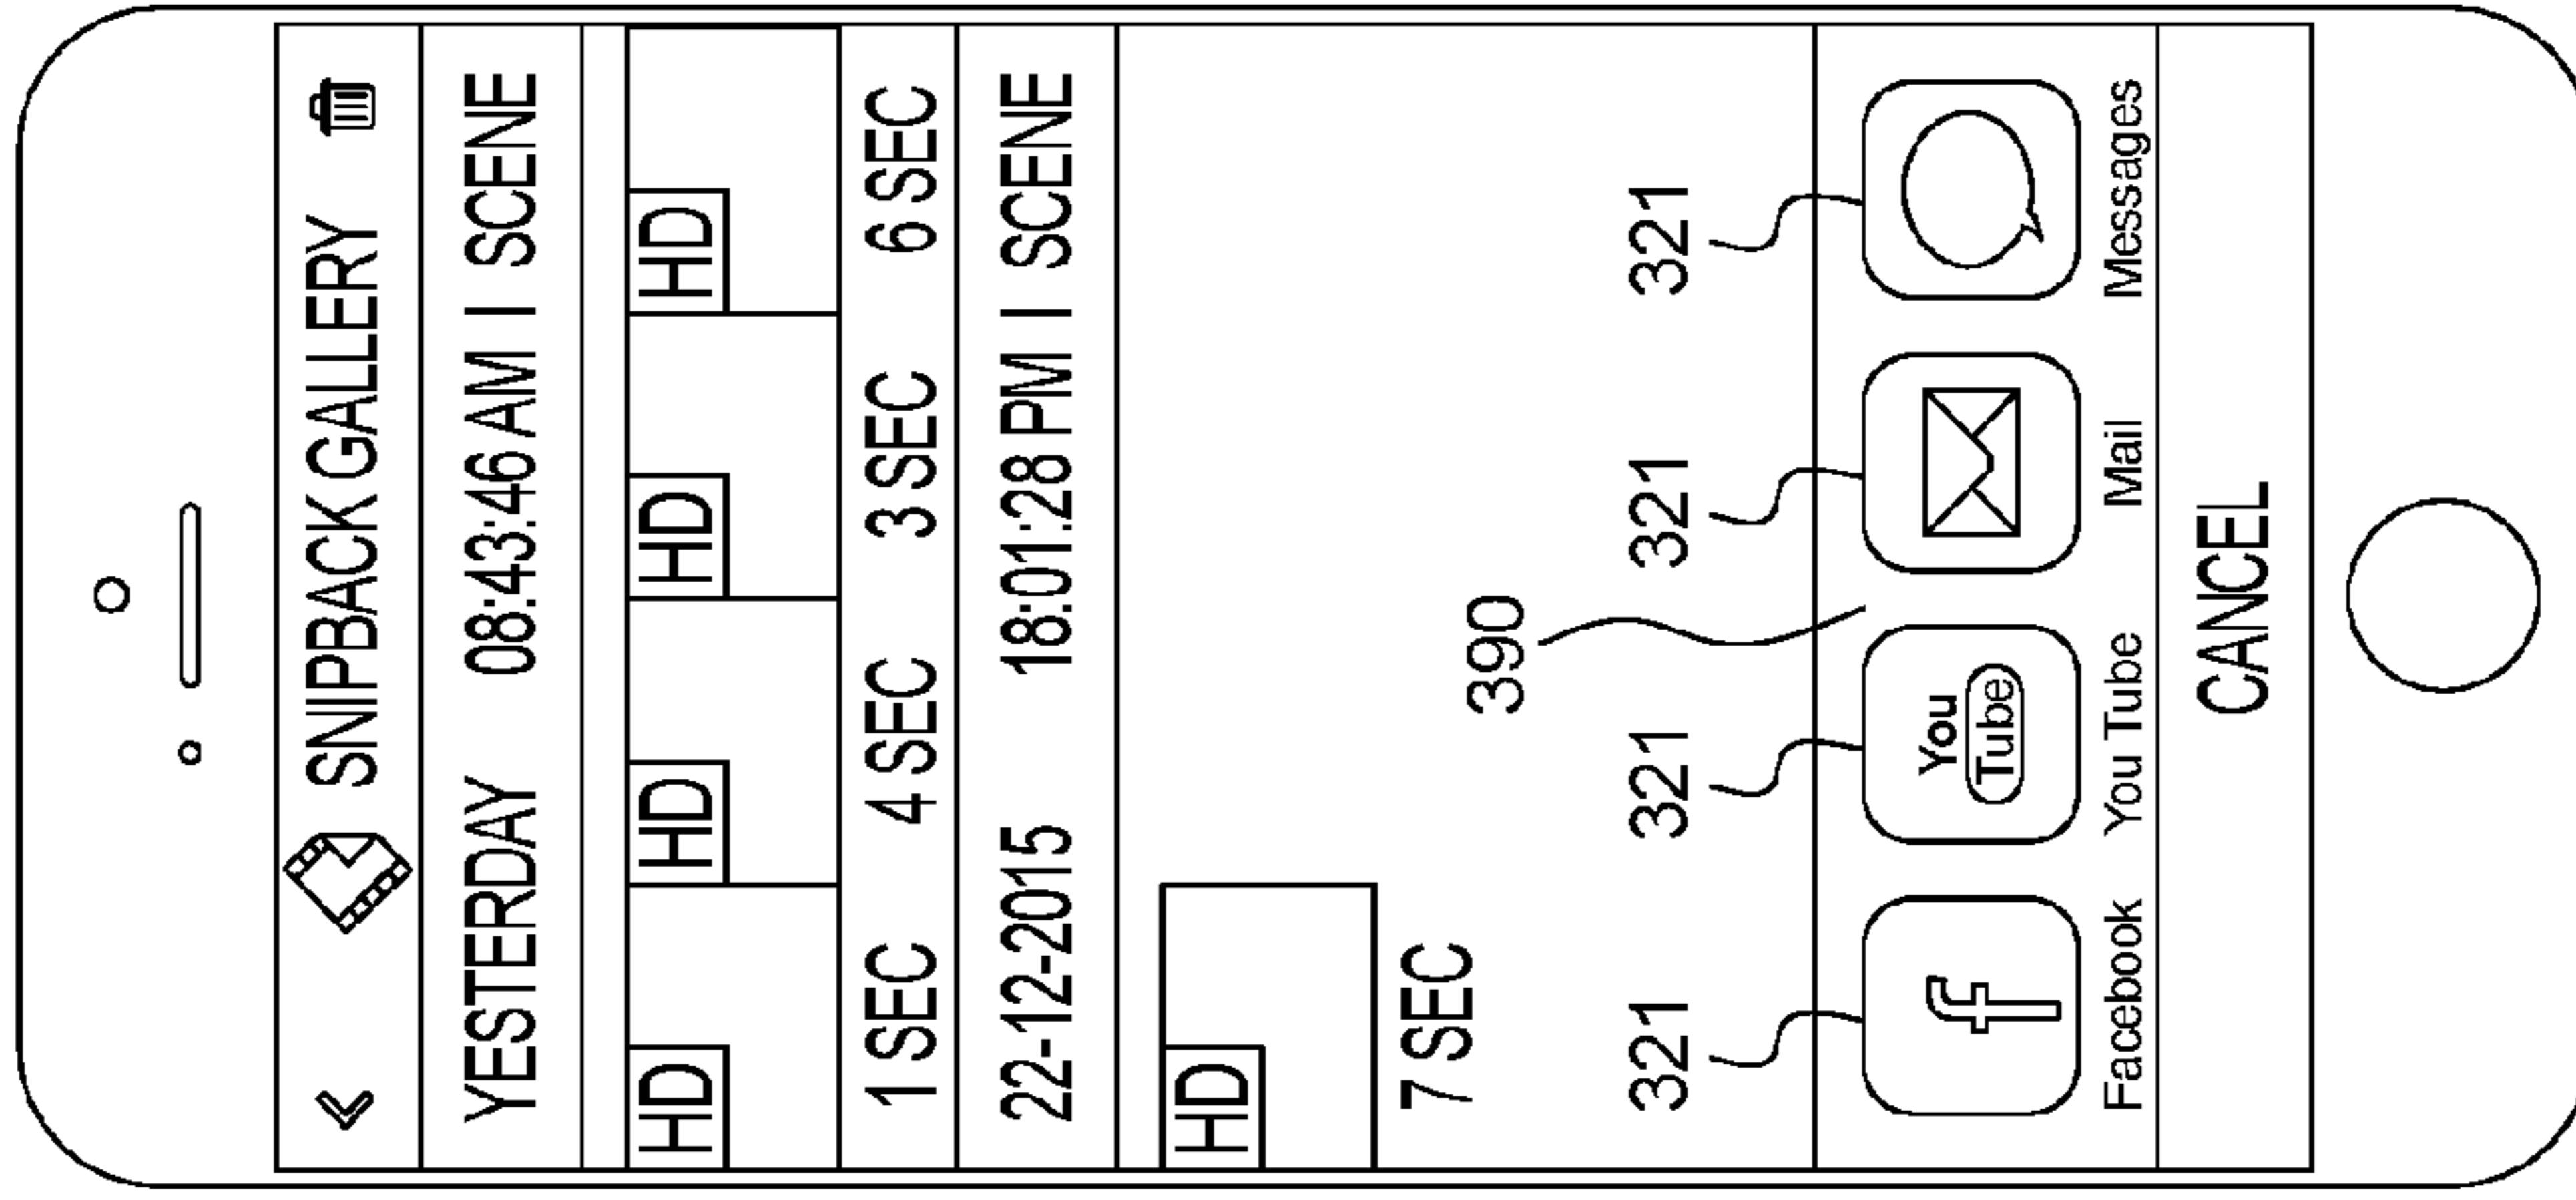 SNIPBACK GALLERY
YESTERDAY 08:43:46 AM I SCENE
HD HD HD HD
1 SEC 4 SEC 3 SEC 6 SEC
22-12-2015 18:01:28 PM I SCENE
HD
7 SEC
390
321 321 321 321
f You Tube
Facebook You Tube Mail Messages
CANCEL